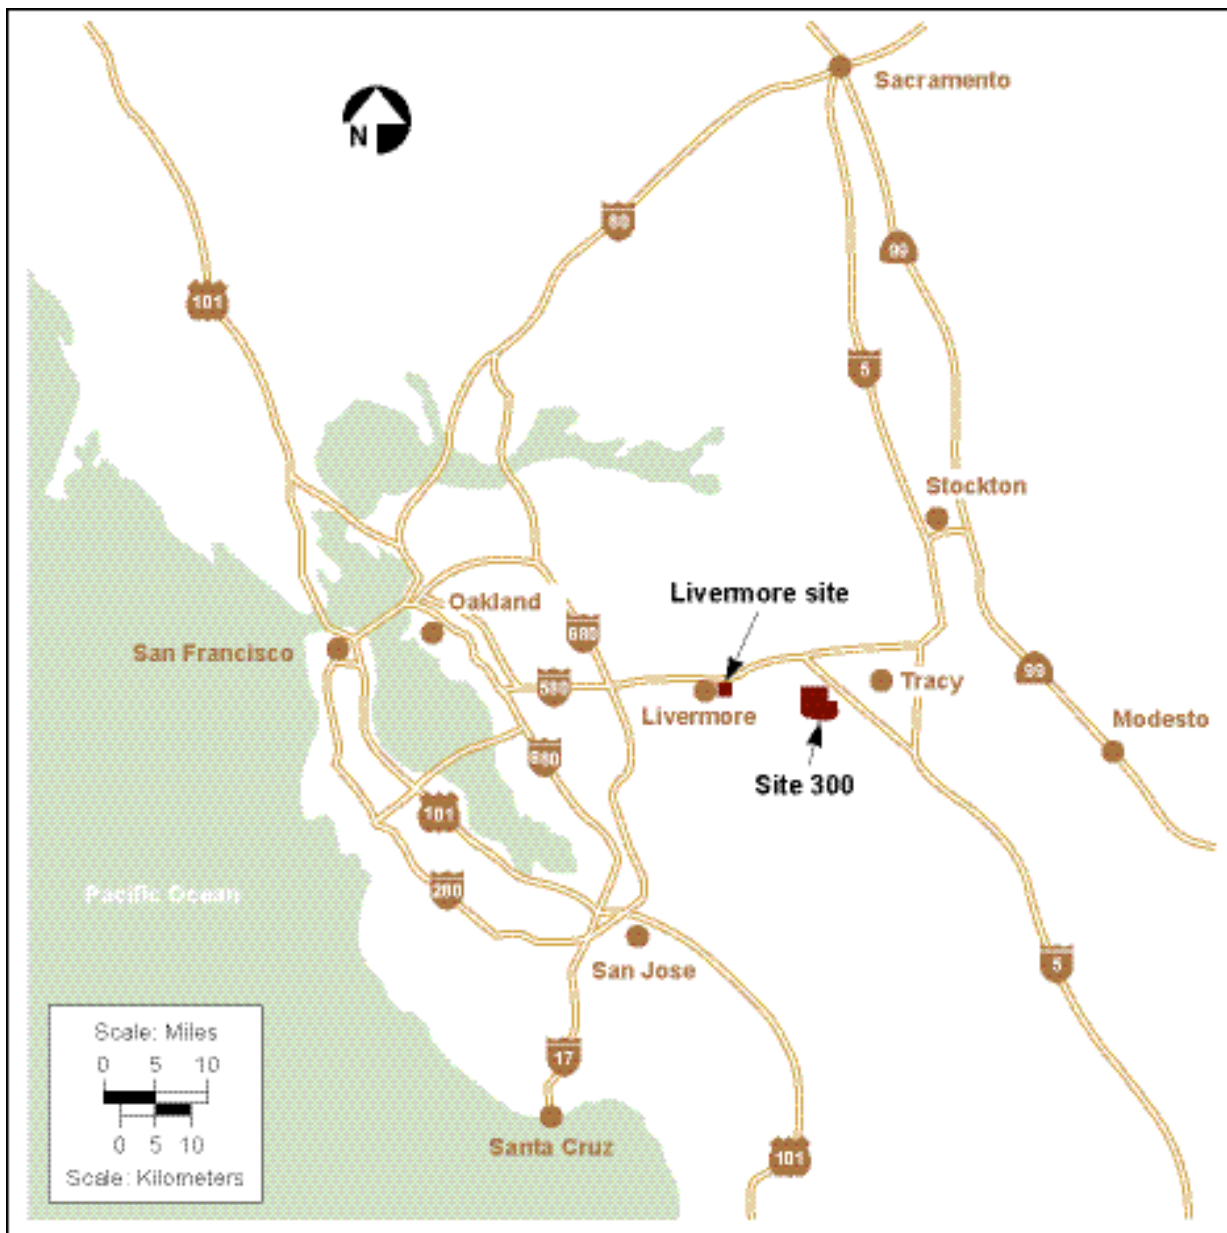 Sacramento
N
80
99
101
5
Stockton
Livermore site
Oakland
680
San Francisco
Tracy
99
580
Livermore
Modesto
880
Site 300
101
280
Pacific Ocean
5
San Jose
Scale: Miles
0 5 10
17
0 5 10
Santa Cruz
101
Scale: Kilometers